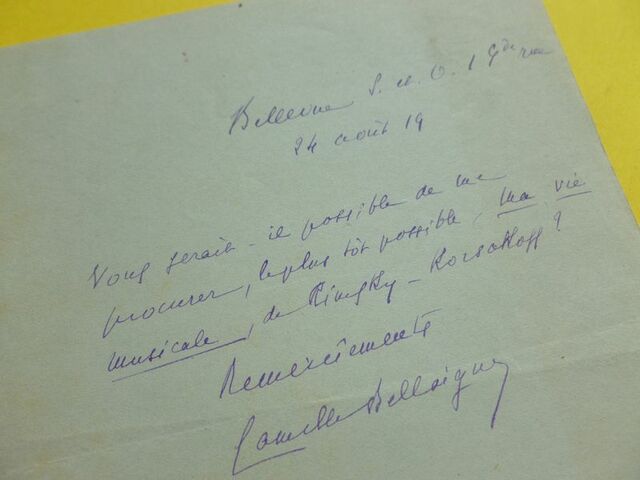 Bellevue S. et O. 1 Gde rue
24 août 19
Vous serait-il possible de me
procurer, le plus tôt possible, ma vie
musicale, de Rimsky-Korsakoff?
Remerciements
Camille Bellaigue